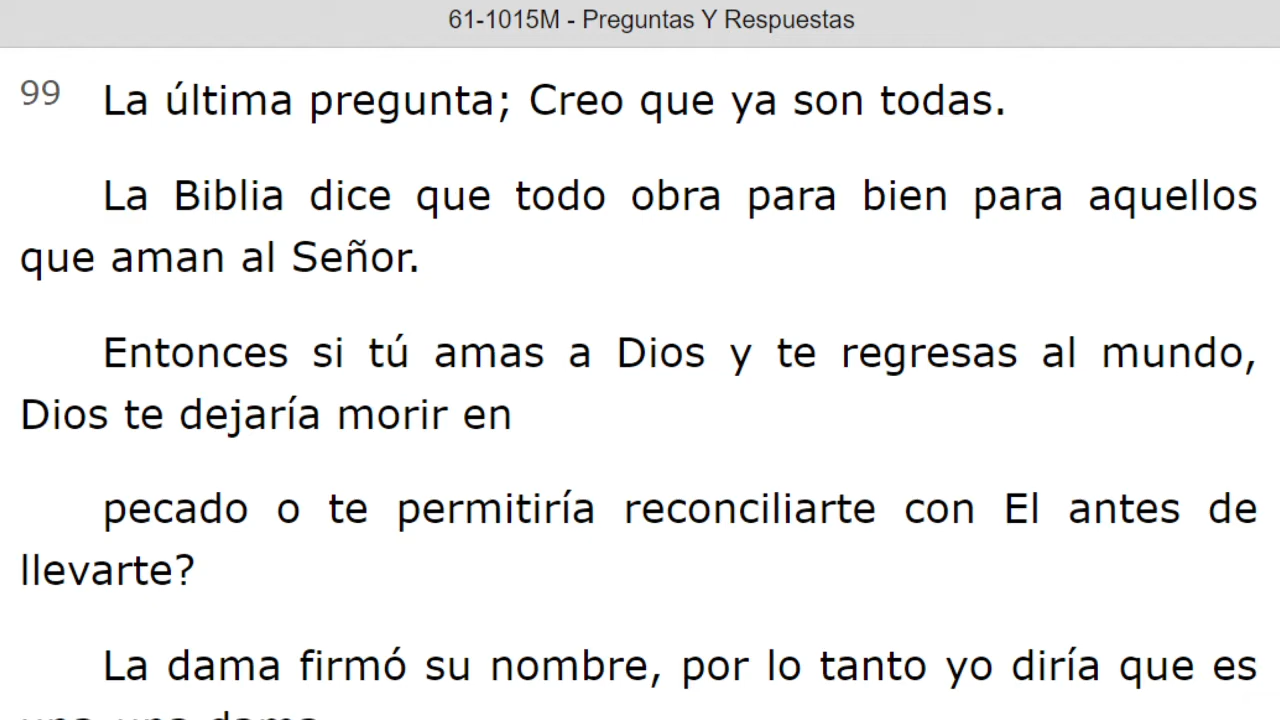 61-1015M - Preguntas Y Respuestas
99 La última pregunta; Creo que ya son todas.
La Biblia dice que todo obra para bien para aquellos
que aman al Señor.
Entonces si tú amas a Dios y te regresas al mundo,
Dios te dejaría morir en
pecado o te permitiría reconciliarte con El antes de
llevarte?
La dama firmó su nombre, por lo tanto yo diría que es